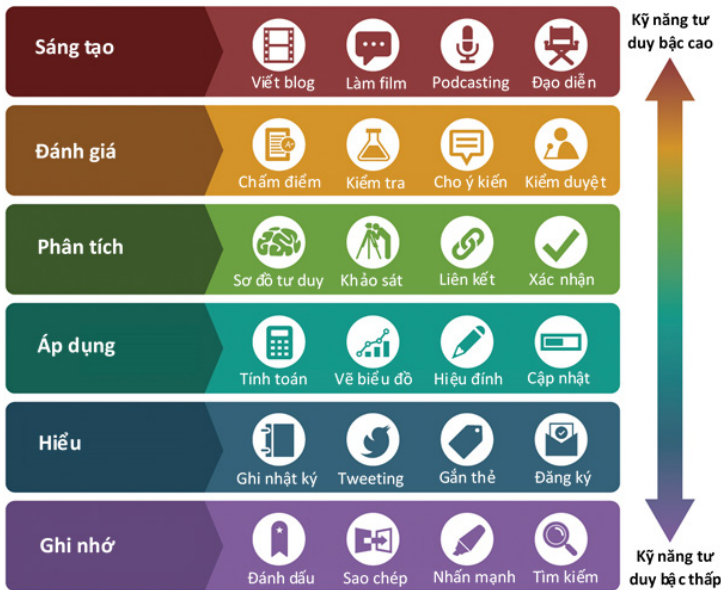 Kỹ năng tư
duy bậc cao
Sáng tạo
Viết blog Làm film Podcasting Đạo diễn
Đánh giá
A+
Chấm điểm Kiểm tra Cho ý kiến Kiểm duyệt
Phân tích
Sơ đồ tư duy Khảo sát Liên kết Xác nhận
Áp dụng
Tính toán Vẽ biểu đồ Hiệu đính Cập nhật
Hiểu
Ghi nhật ký Tweeting Gắn thẻ Đăng ký
Ghi nhớ
Đánh dấu Sao chép Nhấn mạnh Tìm kiếm
Kỹ năng tư
duy bậc thấp